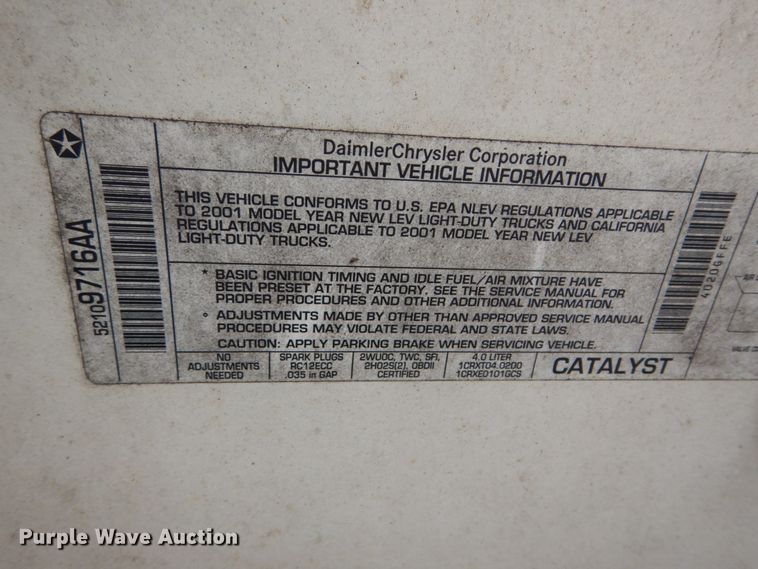 DaimlerChrysler Corporation
IMPORTANT VEHICLE INFORMATION
THIS VEHICLE CONFORMS TO U.S. EPA NLEV REGULATIONS APPLICABLE
TO 2001 MODEL YEAR NEW LEV LIGHT-DUTY TRUCKS AND CALIFORNIA
REGULATIONS APPLICABLE TO 2001 MODEL YEAR NEW LEV
LIGHT-DUTY TRUCKS.
* BASIC IGNITION TIMING AND IDLE FUEL/AIR MIXTURE HAVE
BEEN PRESET AT THE FACTORY. SEE THE SERVICE MANUAL FOR
PROPER PROCEDURES AND OTHER ADDITIONAL INFORMATION.
* ADJUSTMENTS MADE BY OTHER THAN APPROVED SERVICE MANUAL
PROCEDURES MAY VIOLATE FEDERAL AND STATE LAWS.
CAUTION: APPLY PARKING BRAKE WHEN SERVICING VEHICLE.
NO
ADJUSTMENTS
NEEDED
SPARK PLUGS
RC12ECC
.035 in GAP
2WUOC, TWC, SFI,
2HO2S(2), OBDII
CERTIFIED
4.0 LITER
1CRXT04.0200
1CRXE0101GCS
CATALYST
52109716AA
4020GFFE
Purple Wave Auction